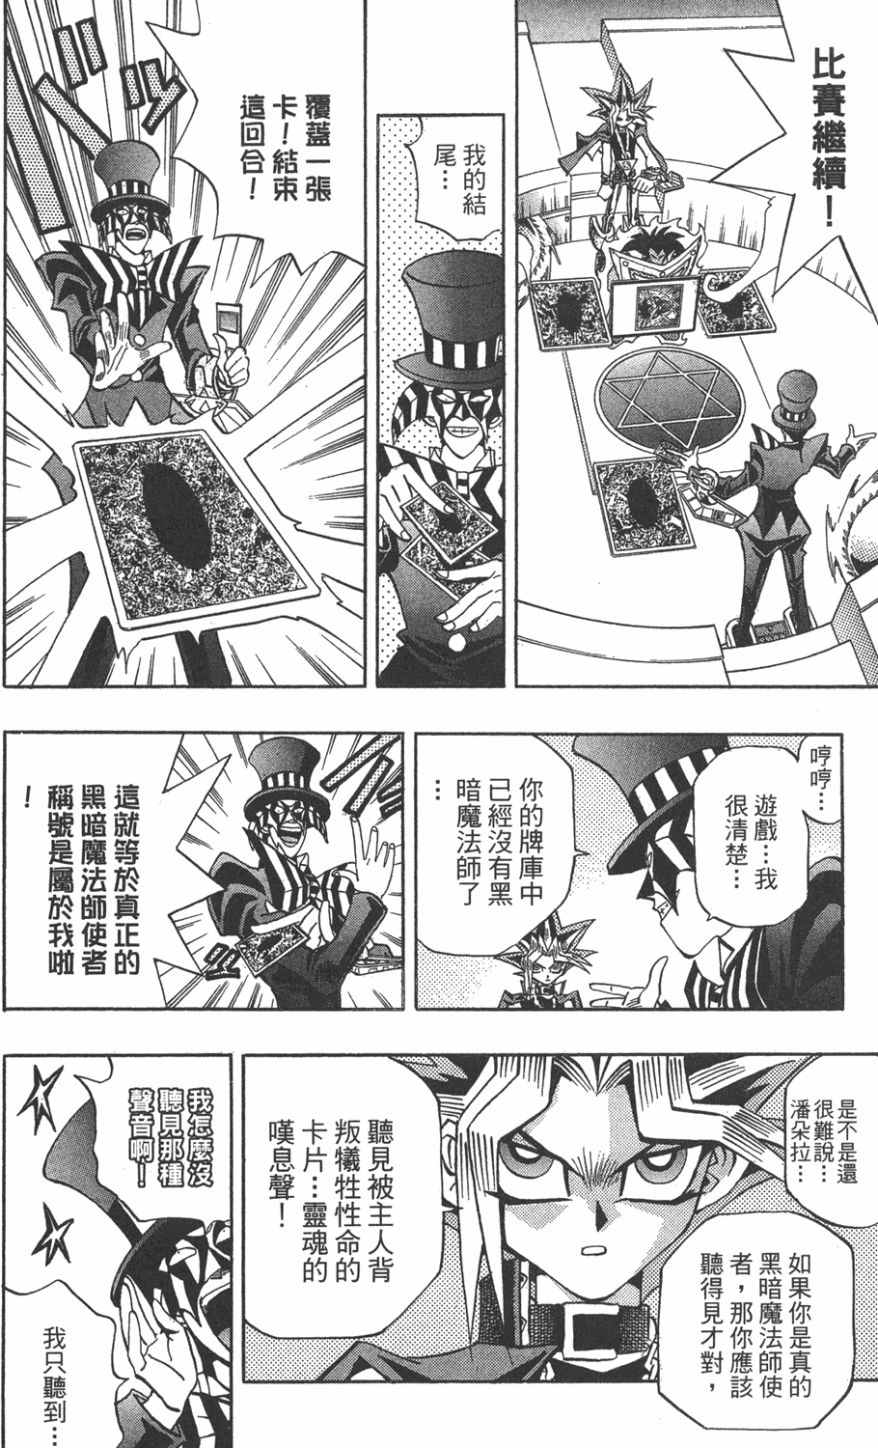 比賽繼續！
我的結
尾…
覆蓋一張
卡！結束
這回合！
哼哼…
遊戲…我
很清楚…
你的牌庫中
已經沒有黑
暗魔法師了
…
這就等於真正的
黑暗魔法師使者
稱號是屬於我啦
！
是不是還
很難說…
潘朵拉…
如果你是真的
黑暗魔法師使
者，那你應該
聽得見才對，
聽見被主人背
叛犧牲性命的
卡片…靈魂的
嘆息聲！
我怎麼沒
聽見那種
聲音啊！
我只聽到…